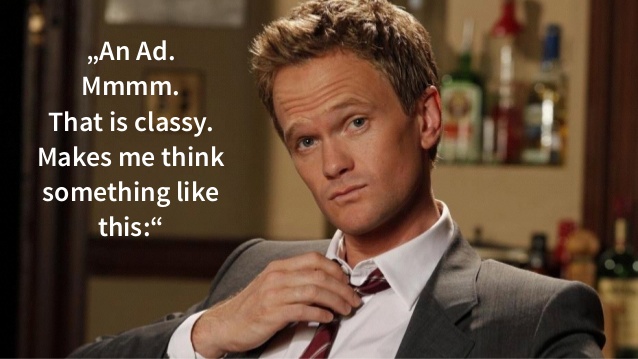 „An Ad.
Mmmm.
That is classy.
Makes me think
something like
this:“